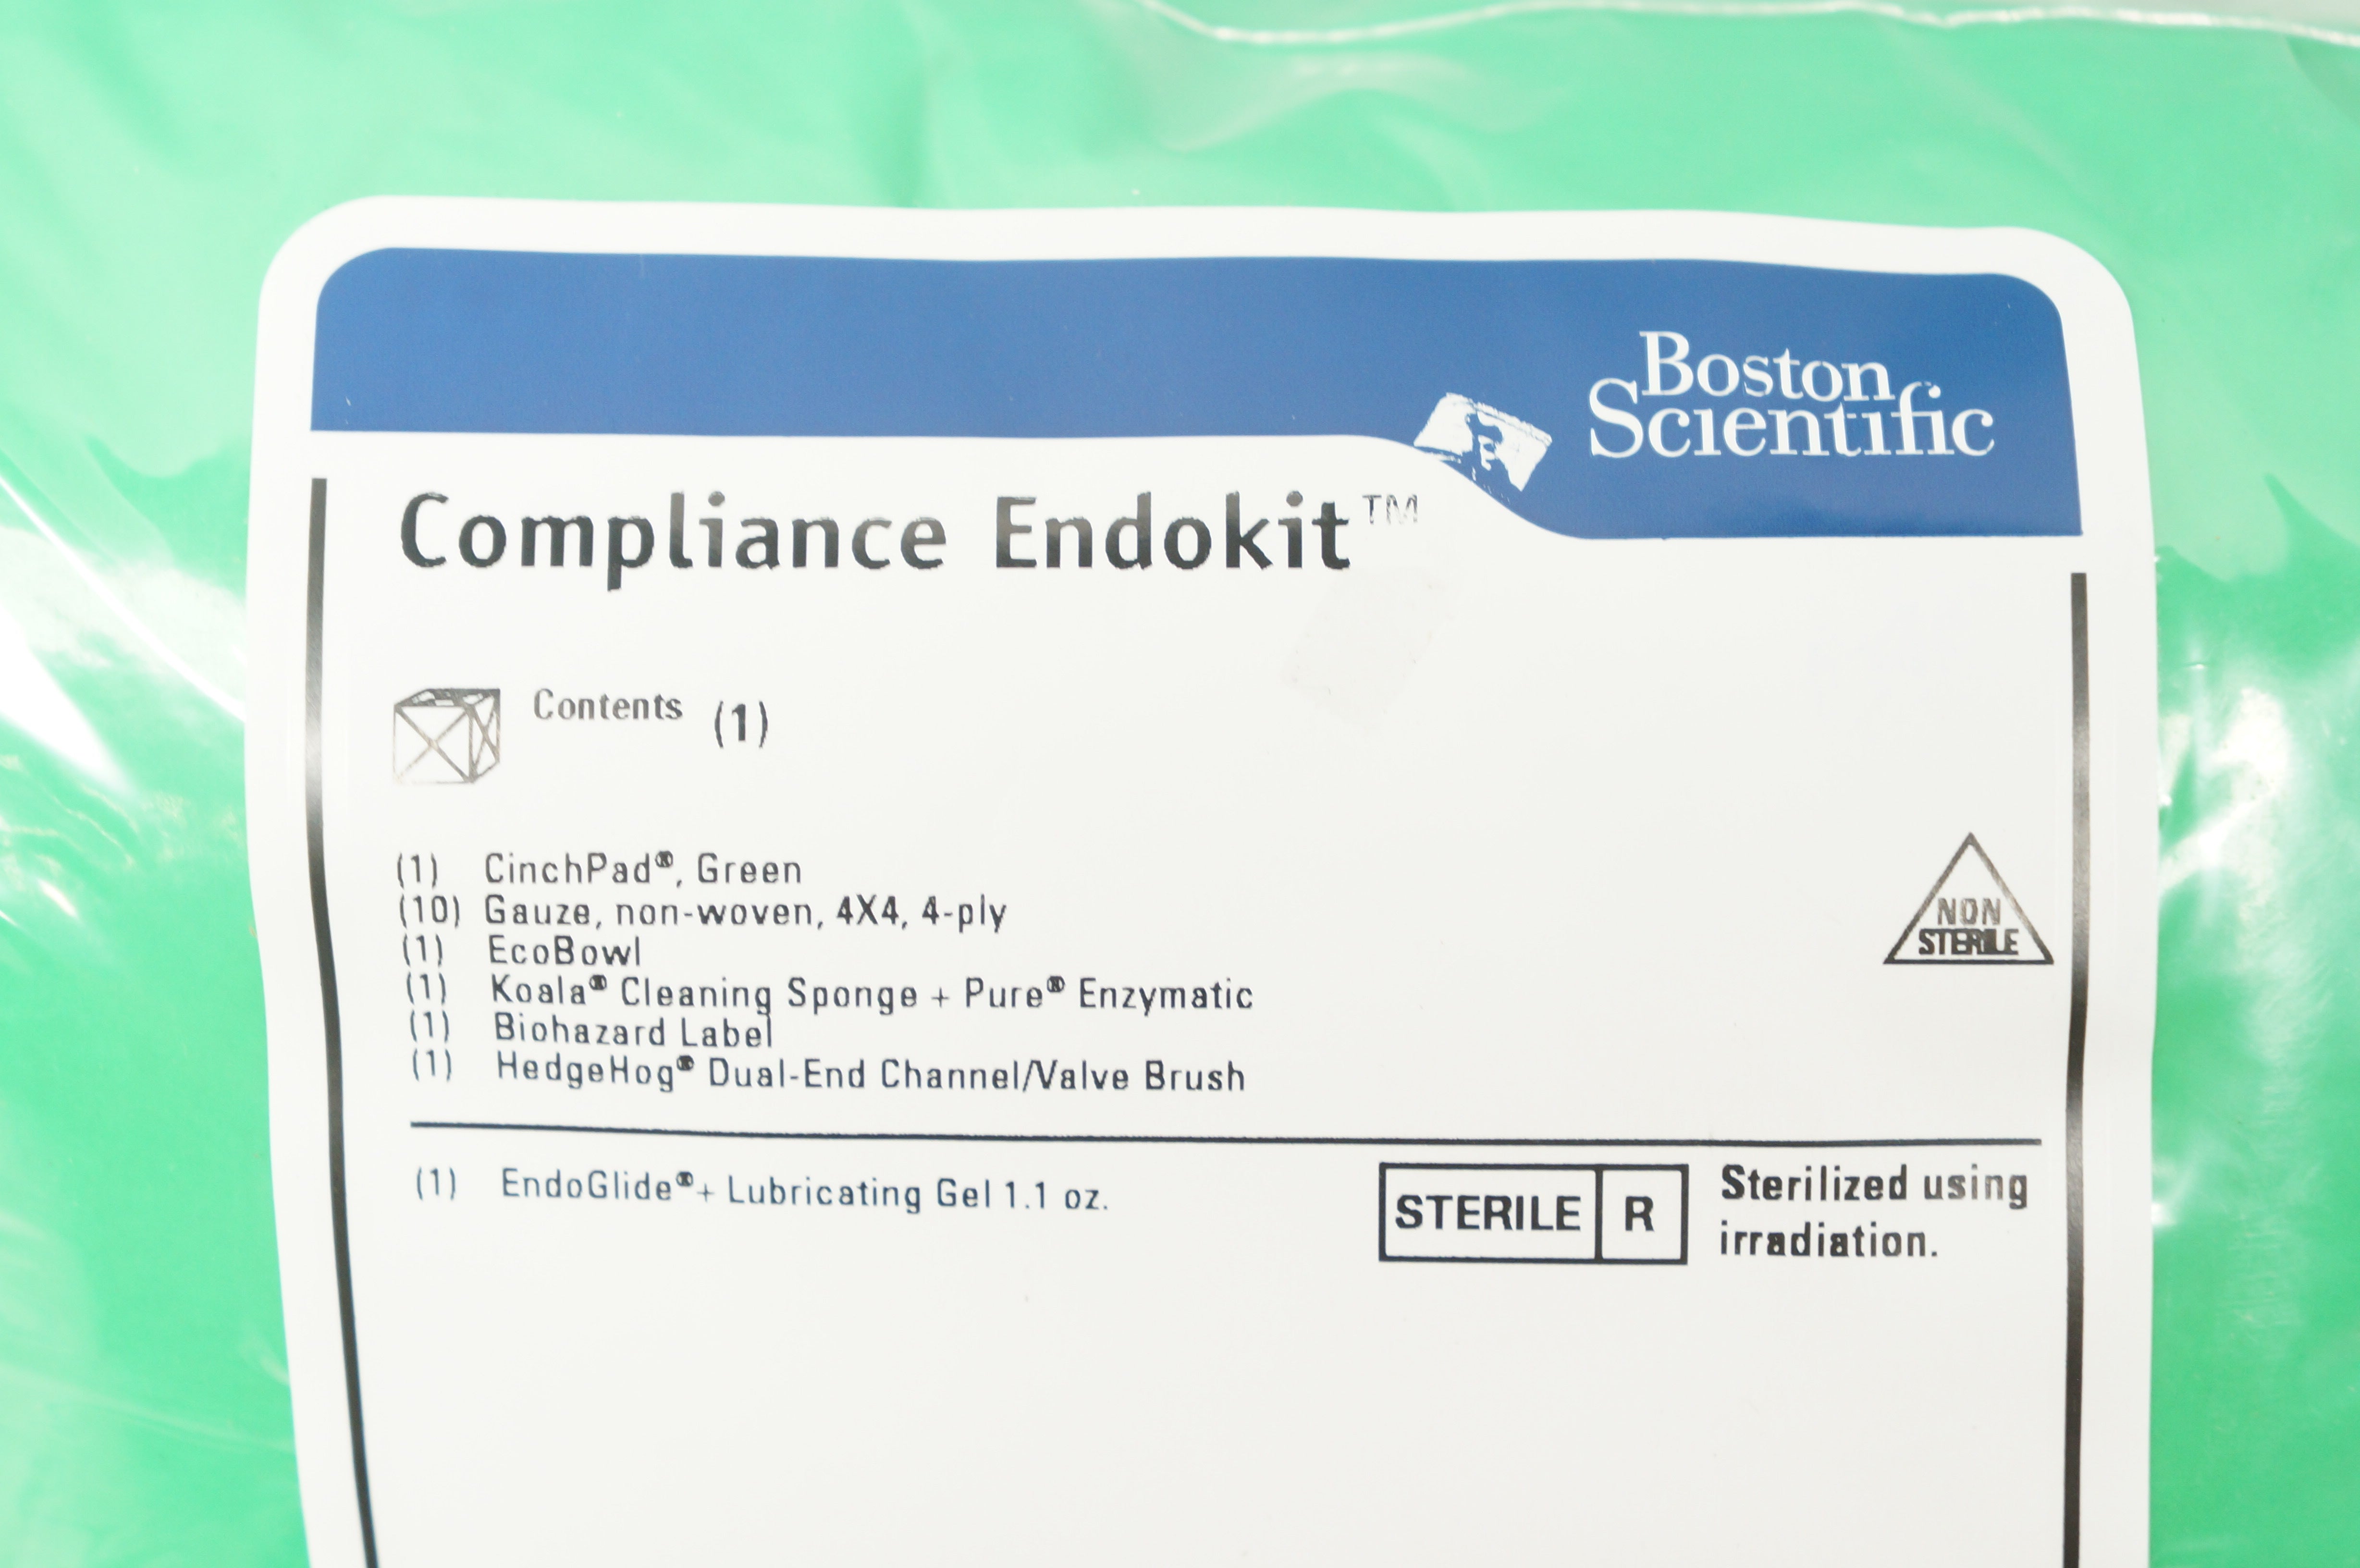 Boston
Scientific
Compliance Endokit™
Contents (1)
(1) CinchPad®, Green
(10) Gauze, non-woven, 4X4, 4-ply
(1) EcoBowl
(1) Koala® Cleaning Sponge + Pure® Enzymatic
(1) Biohazard Label
(1) HedgeHog® Dual-End Channel/Valve Brush
NON
STERILE
(1) EndoGlide®+ Lubricating Gel 1.1 oz.
STERILE R
Sterilized using
irradiation.